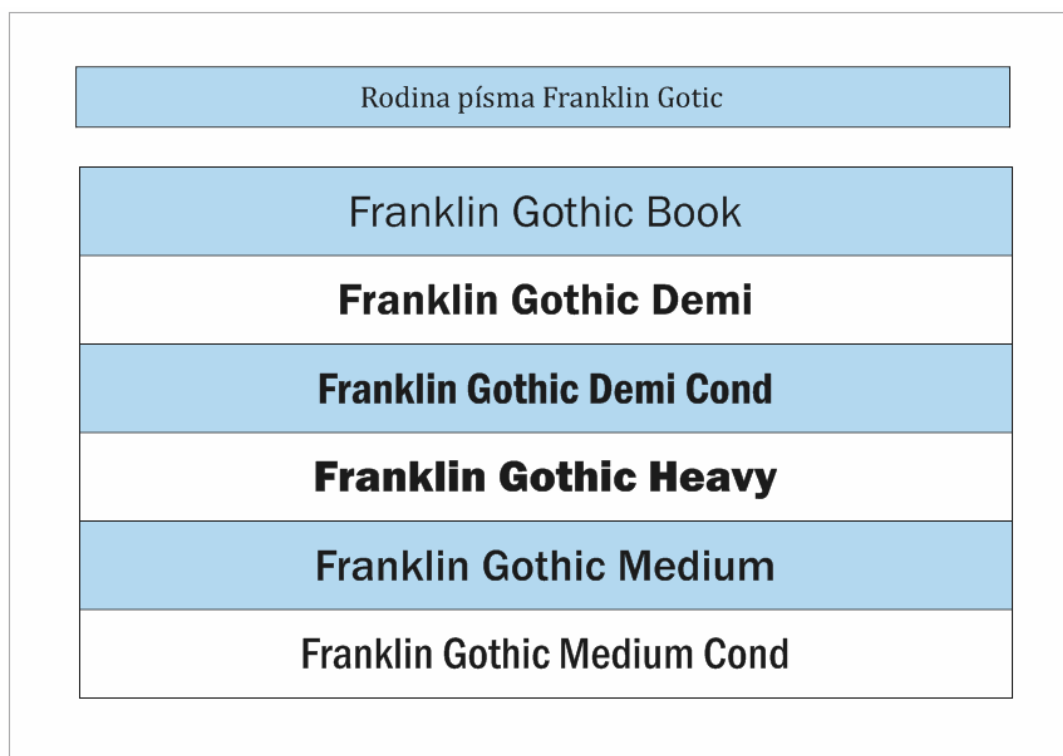 Rodina písma Franklin Gotic
Franklin Gothic Book
Franklin Gothic Demi
Franklin Gothic Demi Cond
Franklin Gothic Heavy
Franklin Gothic Medium
Franklin Gothic Medium Cond